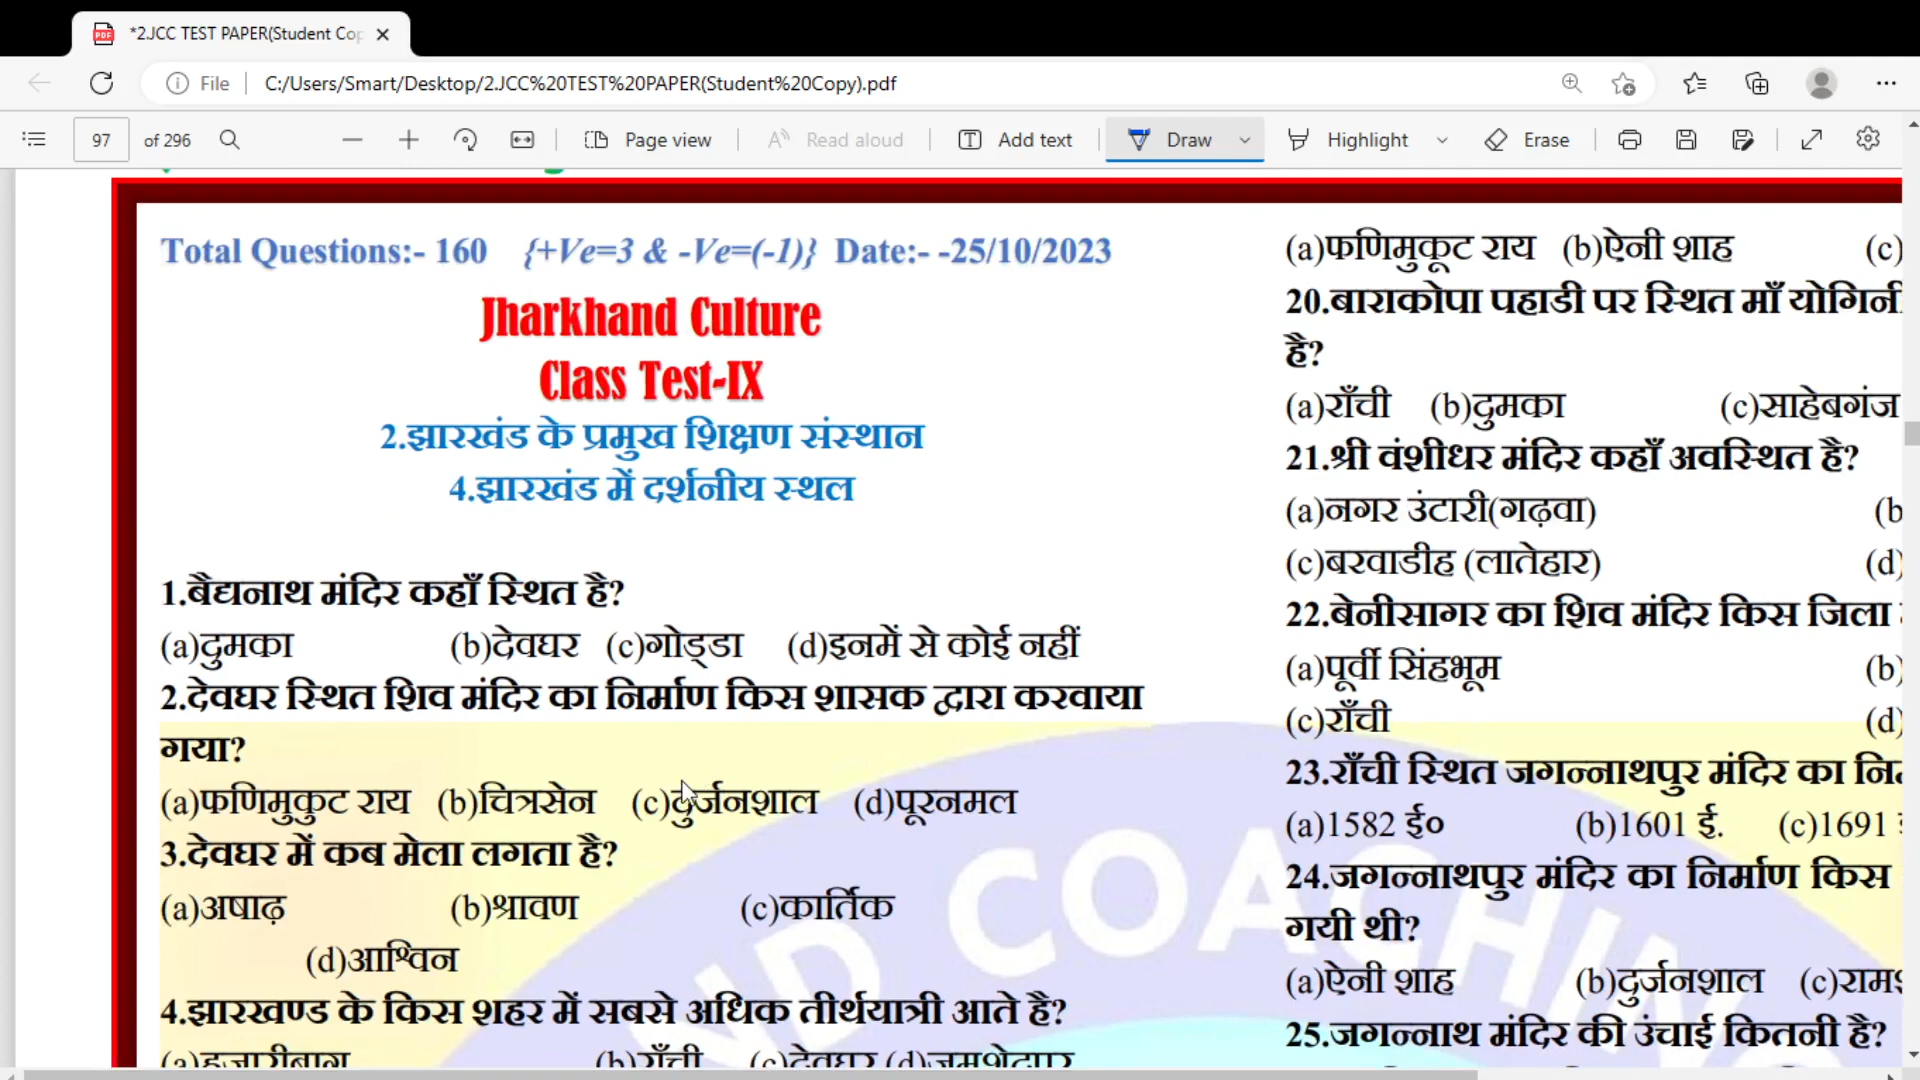 *2.JCC TEST PAPER(Student Cop
File C:/Users/Smart/Desktop/2.JCC%20TEST%20PAPER(Student%20Copy).pdf
97 of 296 Page view Read aloud Add text Draw Highlight Erase
Total Questions:- 160 {+Ve=3 & -Ve=(-1)} Date:- -25/10/2023
Jharkhand Culture
Class Test-IX
2.झारखंड के प्रमुख शिक्षण संस्थान
4.झारखंड में दर्शनीय स्थल
1.बैद्यनाथ मंदिर कहाँ स्थित है?
(a)दुमका (b)देवघर (c)गोड्डा (d)इनमें से कोई नहीं
2.देवघर स्थित शिव मंदिर का निर्माण किस शासक द्वारा करवाया
गया?
(a)फणिमुकुट राय (b)चित्रसेन (c)दुर्जनशाल (d)पूरनमल
3.देवघर में कब मेला लगता है?
(a)अषाढ़ (b)श्रावण (c)कार्तिक
(d)आश्विन
4.झारखण्ड के किस शहर में सबसे अधिक तीर्थयात्री आते है?
(a)हजारीबाग (b)राँची (c)देवघर (d)जमशेदपुर
(a)फणिमुकूट राय (b)ऐनी शाह (c)
20.बाराकोपा पहाडी पर स्थित माँ योगिनी
है?
(a)राँची (b)दुमका (c)साहेबगंज
21.श्री वंशीधर मंदिर कहाँ अवस्थित है?
(a)नगर उंटारी(गढ़वा) (b
(c)बरवाडीह (लातेहार) (d)
22.बेनीसागर का शिव मंदिर किस जिला
(a)पूर्वी सिंहभूम (b)
(c)राँची (d)
23.राँची स्थित जगन्नाथपुर मंदिर का
(a)1582 ई० (b)1601 ई. (c)1691
24.जगन्नाथपुर मंदिर का निर्माण किस
गयी थी?
(a)ऐनी शाह (b)दुर्जनशाल (c)
25.जगन्नाथ मंदिर की उंचाई कितनी है?
ND COACHING